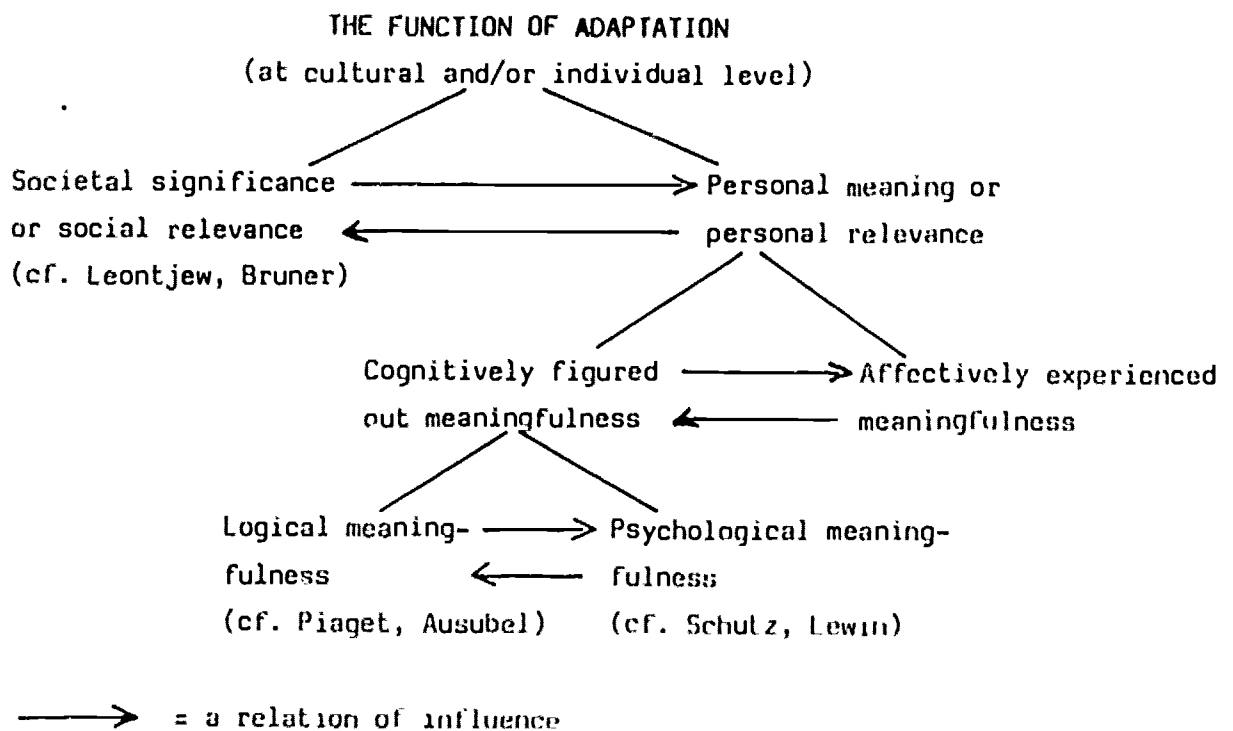 THE FUNCTION OF ADAPTATION
(at cultural and/or individual level)
Societal significance
or social relevance
(cf. Leontjew, Bruner)
Personal meaning or
personal relevance
Cognitively figured
out meaningfulness
Affectively experienced
meaningfulness
Logical meaning-
fulness
(cf. Piaget, Ausubel)
Psychological meaning-
fulness
(cf. Schutz, Lewin)
= a relation of influence